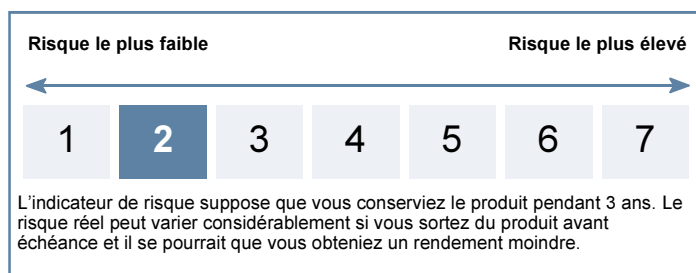 Risque le plus faible Risque le plus élevé
1 2 3 4 5 6 7
L'indicateur de risque suppose que vous conserviez le produit pendant 3 ans. Le
risque réel peut varier considérablement si vous sortez du produit avant
échéance et il se pourrait que vous obteniez un rendement moindre.